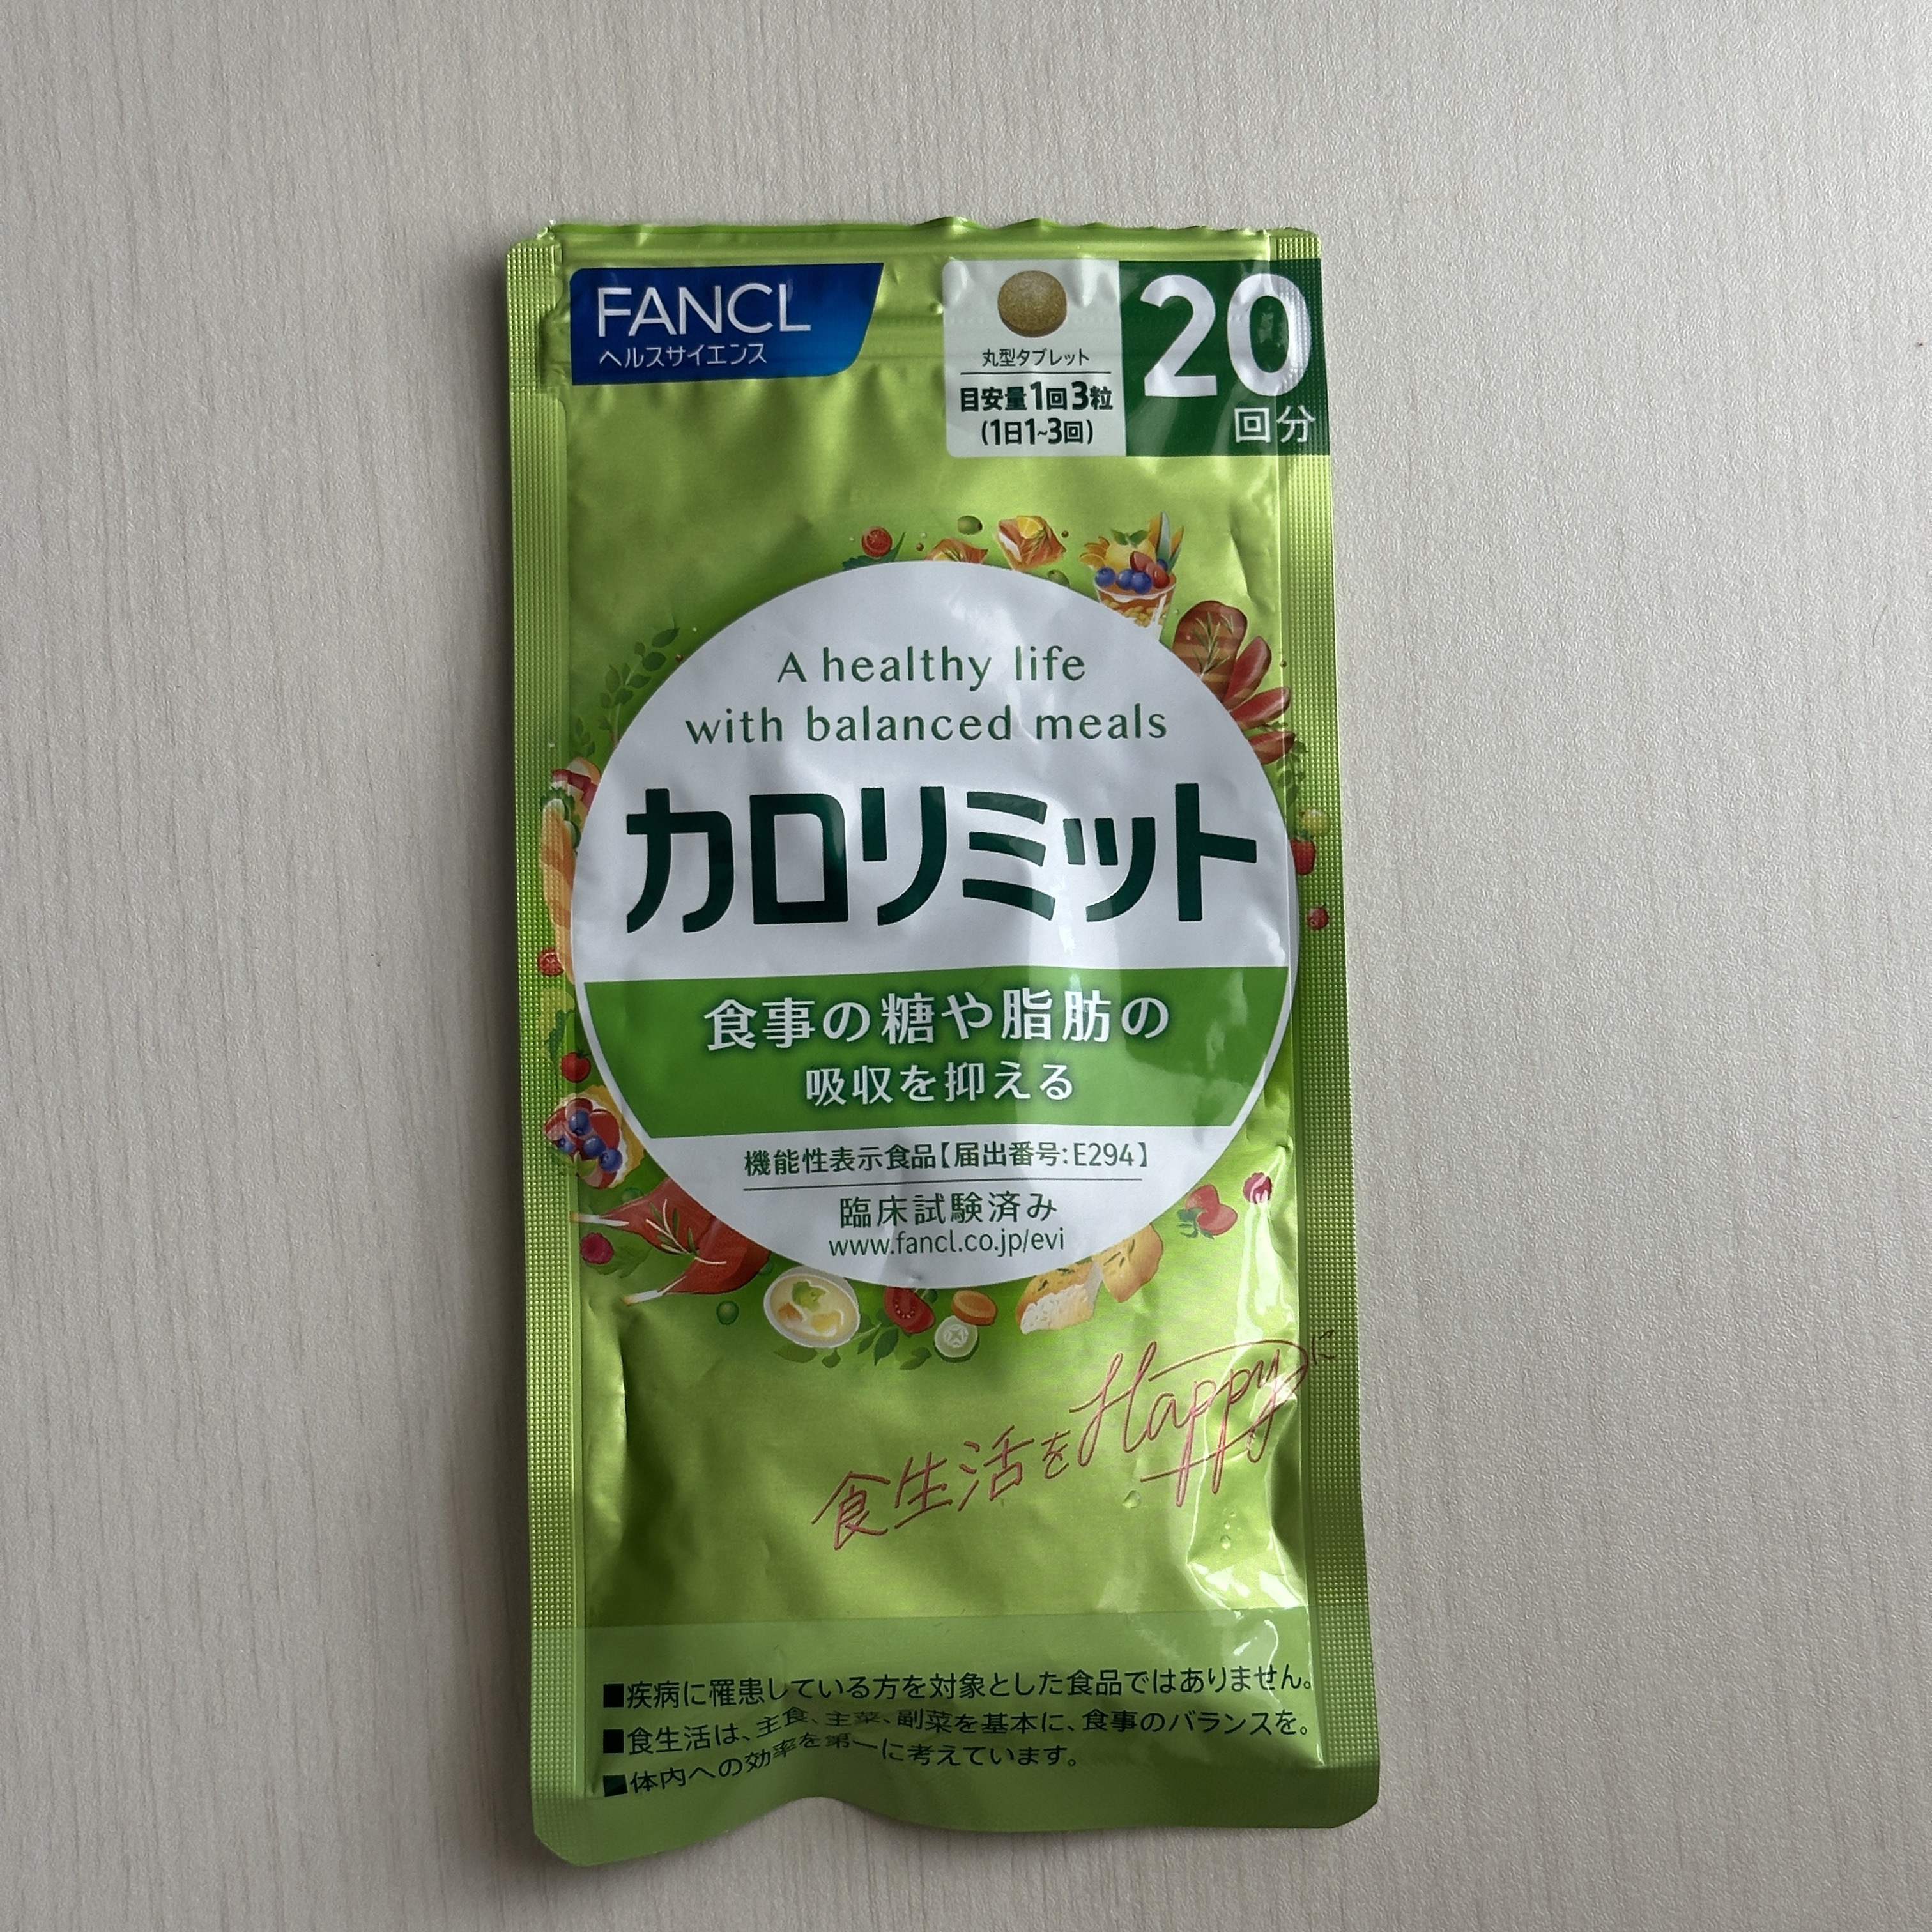 FANCL
ヘルスサイエンス
丸型タブレット
目安量1回3粒
(1日1~3回)
20
回分
A healthy life
with balanced meals
カロリミット
食事の糖や脂肪の
吸収を抑える
機能性表示食品【届出番号:E294】
臨床試験済み
www.fancl.co.jp/evi
食生活をHappyに
■疾病に罹患している方を対象とした食品ではありません。
■食生活は、主食、主菜、副菜を基本に、食事のバランスを。
■体内への効率を第一に考えています。